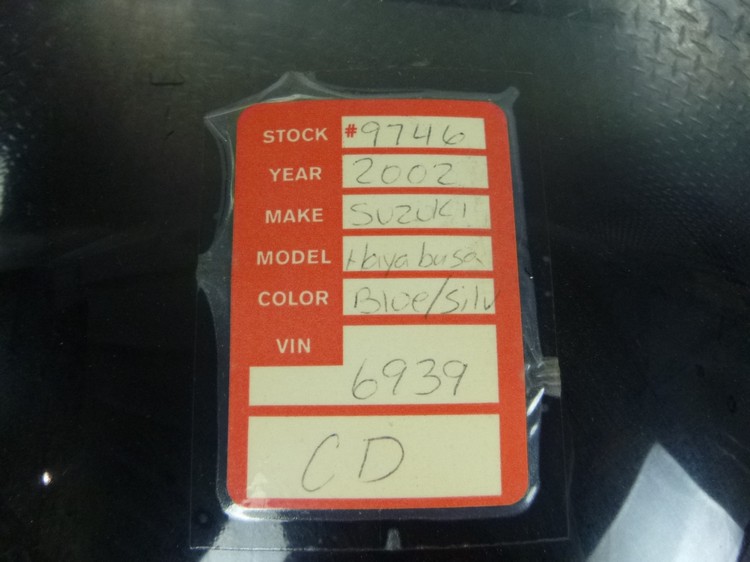 STOCK #9746
YEAR 2002
MAKE SUZUKI
MODEL Hayabusa
COLOR Blue/Silv
VIN
6939
CD